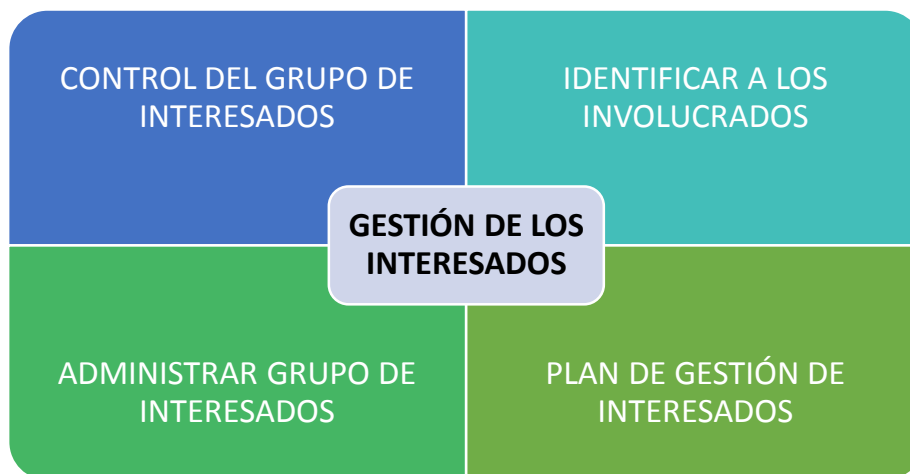 CONTROL DEL GRUPO DE
INTERESADOS
IDENTIFICAR A LOS
INVOLUCRADOS
GESTIÓN DE LOS
INTERESADOS
ADMINISTRAR GRUPO DE
INTERESADOS
PLAN DE GESTIÓN DE
INTERESADOS